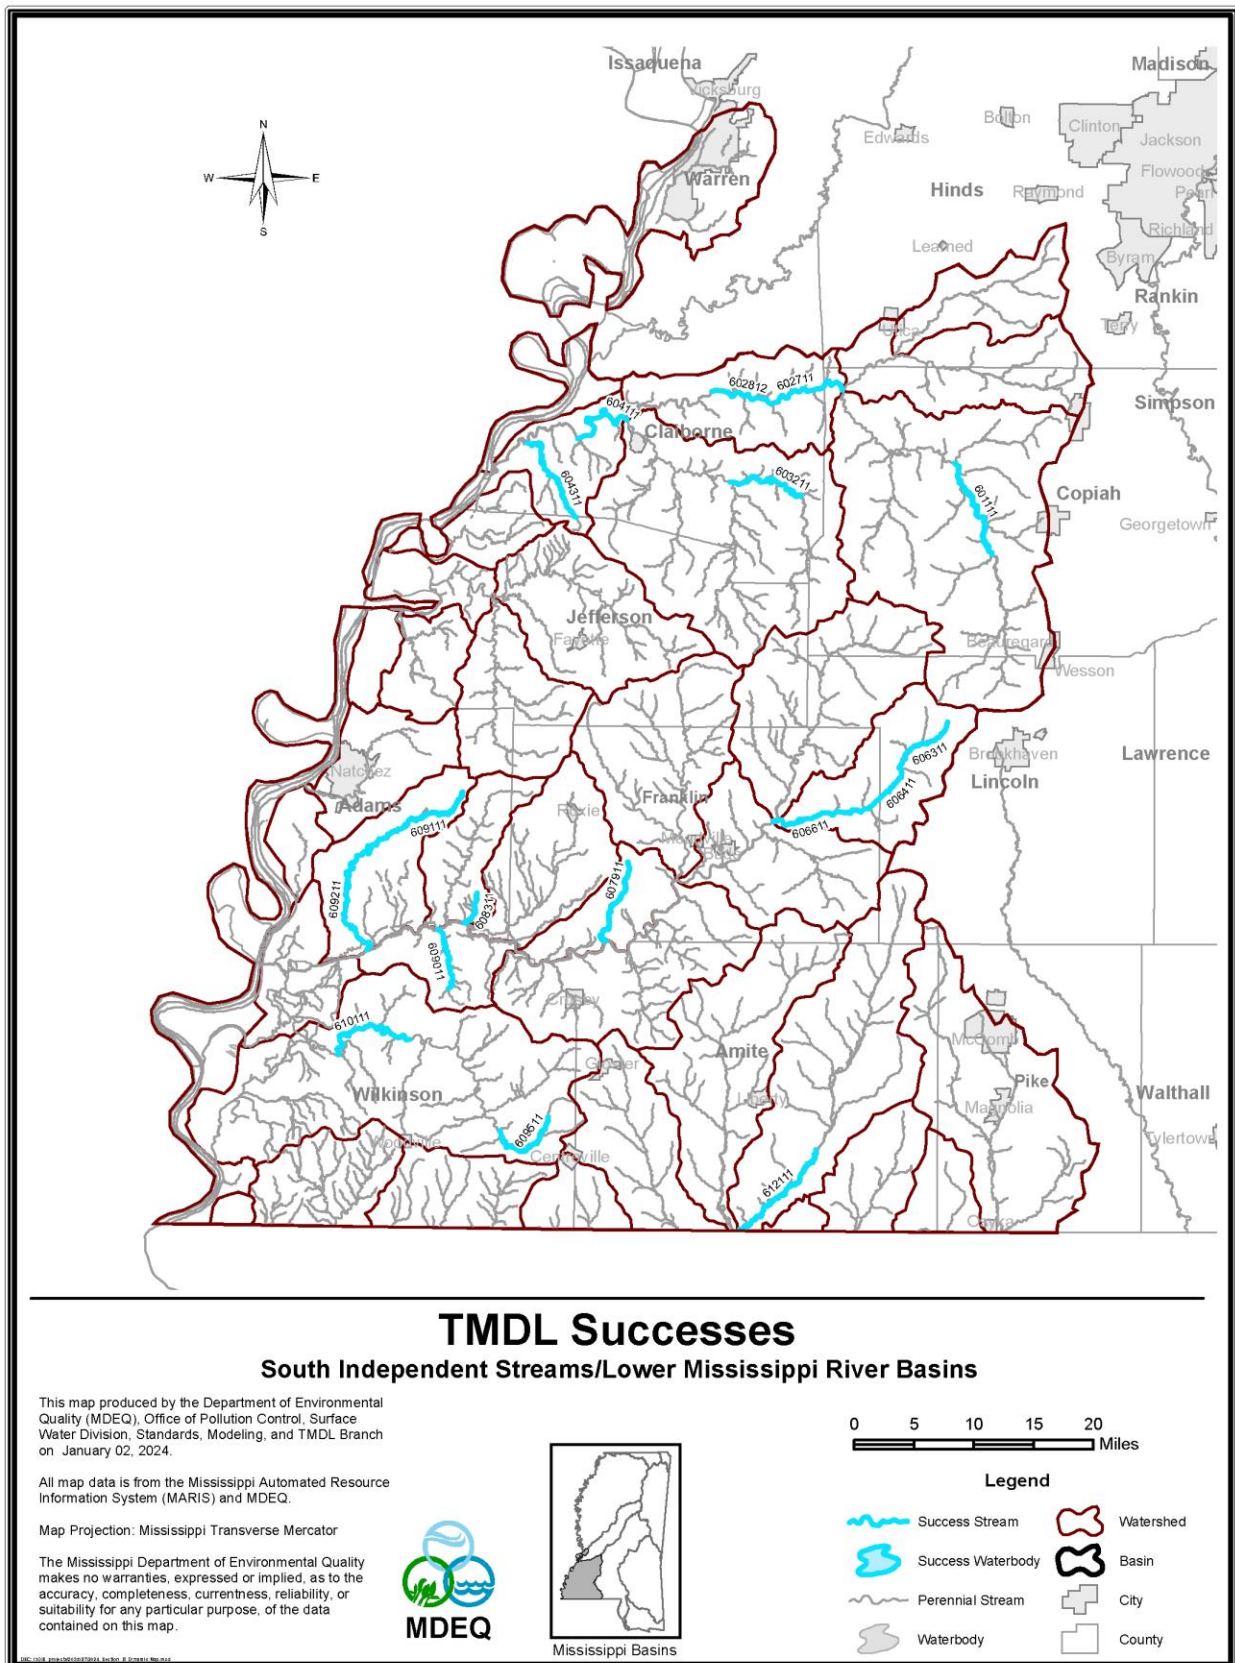 Issaquena
Madison
Vicksburg
Bolton
Clinton
Edwards
Jackson
Flowood
Pearl
Warren
Hinds
Raymond
N
W E
S
Richland
Learned
Byram
Rankin
Utica
Terry
602812
602711
604111
Simpson
Claiborne
604311
603211
601111
Copiah
Georgetown
Jefferson
Fayette
Beauregard
Wesson
606311
Brookhaven
Lawrence
Lincoln
Natchez
Adams
Roxie
Franklin
606411
609111
606611
Meadville
Bude
607911
609211
608311
609011
Crosby
610111
McComb
Amite
Gloster
Pike
Wilkinson
Liberty
Magnolia
Walthall
609511
Woodville
Centreville
Tylertown
612111
Osyka
TMDL Successes
South Independent Streams/Lower Mississippi River Basins
This map produced by the Department of Environmental
Quality (MDEQ), Office of Pollution Control, Surface
Water Division, Standards, Modeling, and TMDL Branch
on January 02, 2024.
All map data is from the Mississippi Automated Resource
Information System (MARIS) and MDEQ.
Map Projection: Mississippi Transverse Mercator
The Mississippi Department of Environmental Quality
makes no warranties, expressed or implied, as to the
accuracy, completeness, currentness, reliability, or
suitability for any particular purpose, of the data
contained on this map.
MDEQ
Mississippi Basins
0 5 10 15 20
Miles
Legend
Success Stream
Watershed
Success Waterbody
Basin
Perennial Stream
City
Waterbody
County